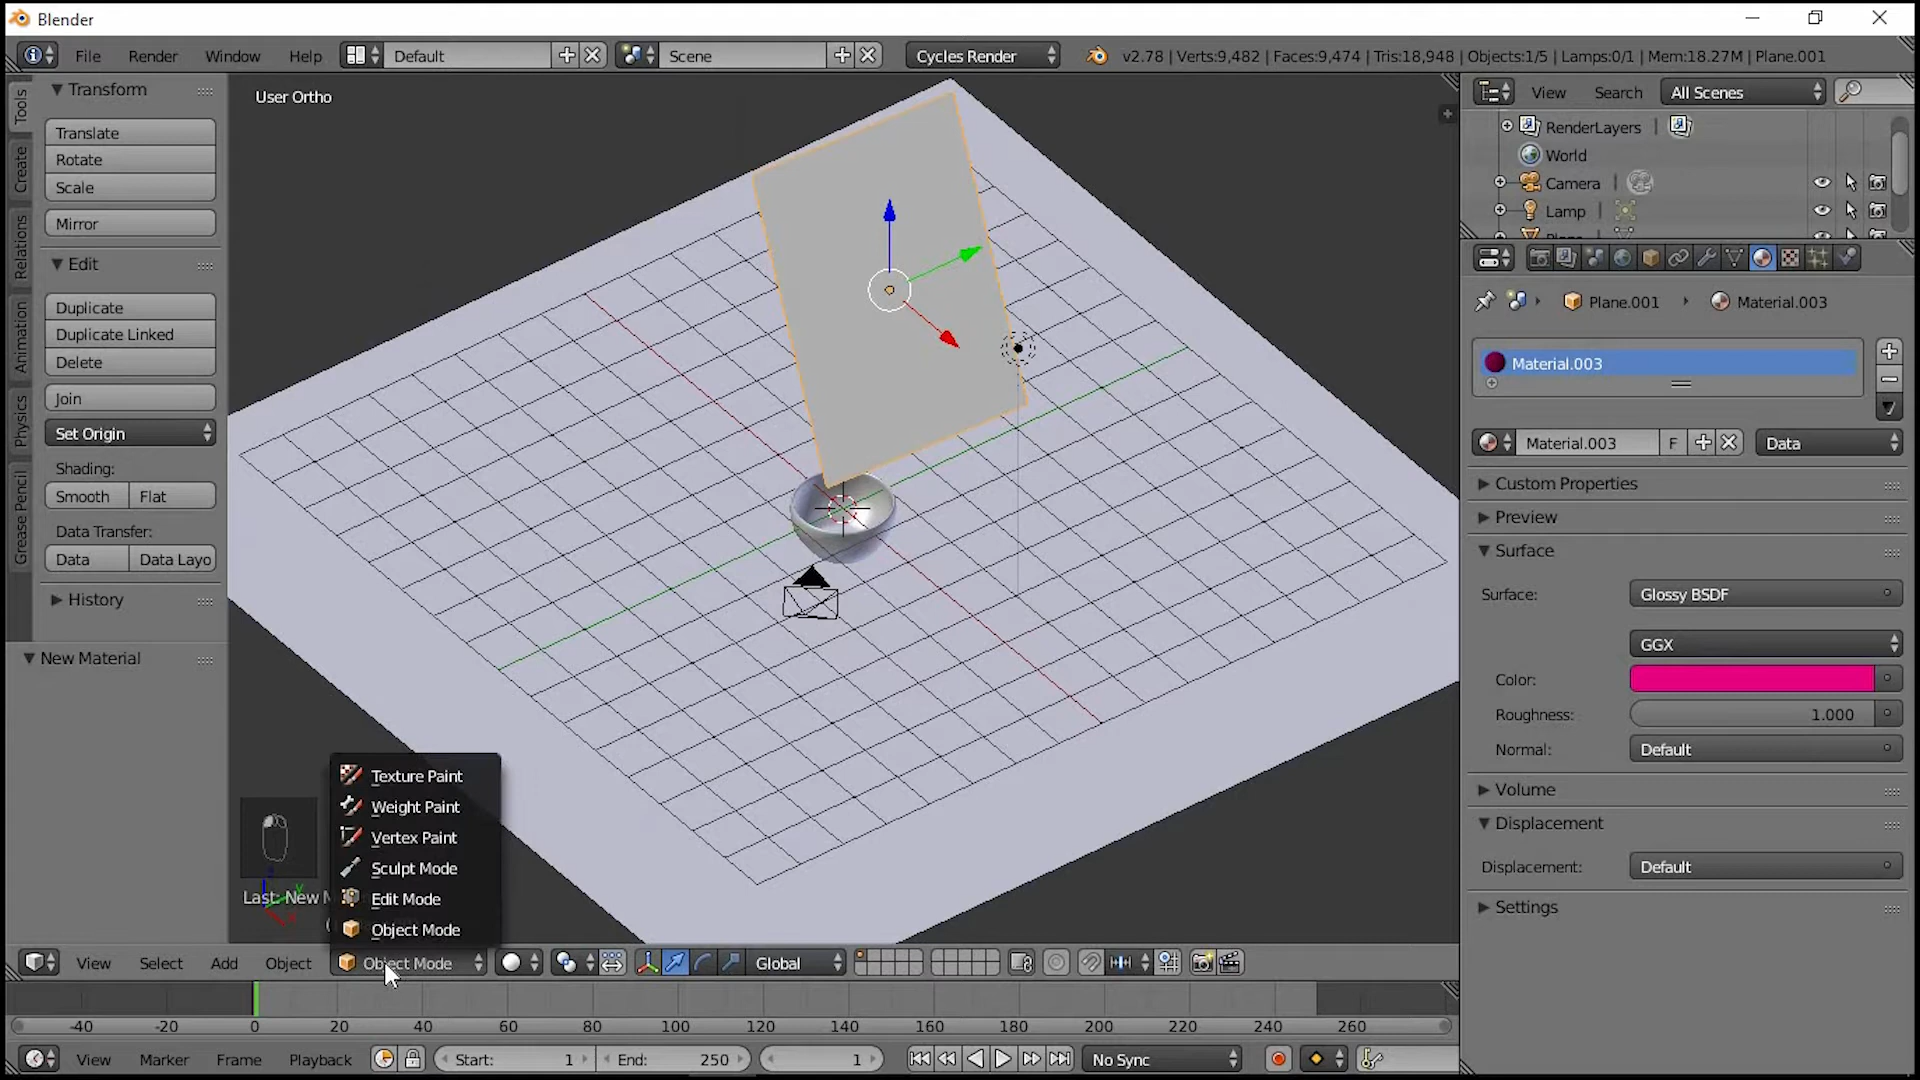 Blender
File Render Window Help Default Scene Cycles Render v2.78 | Verts:9,482 | Faces:9,474 | Tris:18,948 | Objects:1/5 | Lamps:0/1 | Mem:18.27M | Plane.001
Tools
Create
Relations
Animation
Physics
Grease Pencil
Transform
Translate
Rotate
Scale
Mirror
Edit
Duplicate
Duplicate Linked
Delete
Join
Set Origin
Shading:
Smooth Flat
Data Transfer:
Data Data Layo
History
New Material
User Ortho
Last: New M
Texture Paint
Weight Paint
Vertex Paint
Sculpt Mode
Edit Mode
Object Mode
View Select Add Object Object Mode Global
-40 -20 0 20 40 60 80 100 120 140 160 180 200 220 240 260
View Marker Frame Playback Start: 1 End: 250 1 No Sync
View Search All Scenes
RenderLayers
World
Camera
Lamp
Plane.001 Material.003
Material.003
Material.003 F Data
Custom Properties
Preview
Surface
Surface: Glossy BSDF
GGX
Color:
Roughness: 1.000
Normal: Default
Volume
Displacement
Displacement: Default
Settings